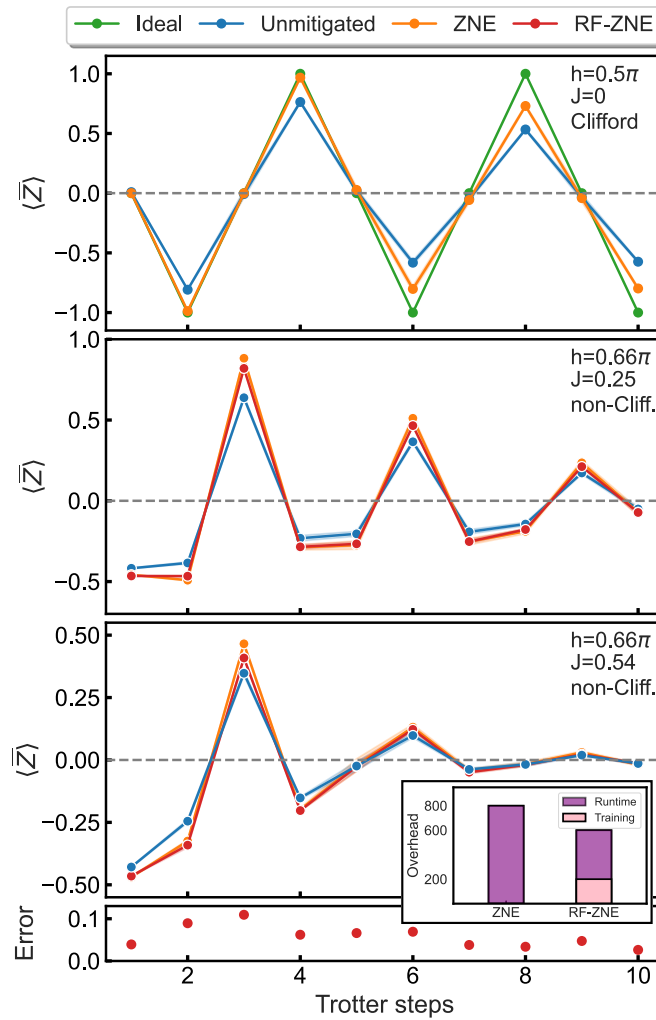 Ideal Unmitigated ZNE RF-ZNE
1.0
0.5
0.0
−0.5
−1.0
⟨Z̅⟩
h=0.5π
J=0
Clifford
1.0
0.5
0.0
−0.5
⟨Z̅⟩
h=0.66π
J=0.25
non-Cliff.
0.50
0.25
0.00
−0.25
−0.50
⟨Z̅⟩
h=0.66π
J=0.54
non-Cliff.
800
600
200
Overhead
Runtime
Training
ZNE RF-ZNE
0.1
0.0
Error
2 4 6 8 10
Trotter steps